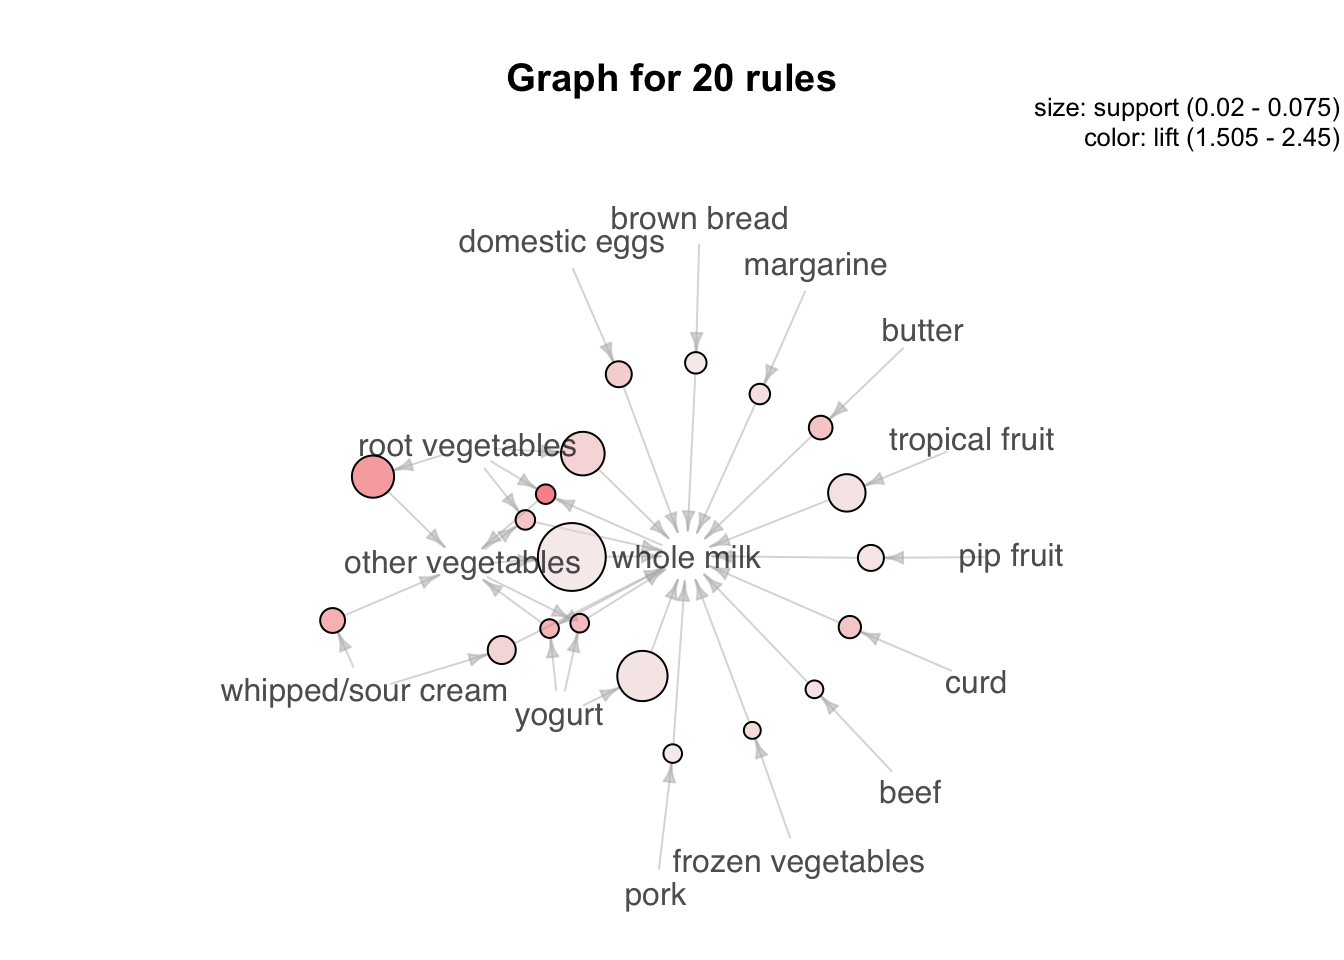 Graph for 20 rules
size: support (0.02 - 0.075)
color: lift (1.505 - 2.45)
brown bread
domestic eggs
margarine
butter
tropical fruit
root vegetables
pip fruit
whole milk
other vegetables
curd
whipped/sour cream
yogurt
beef
frozen vegetables
pork